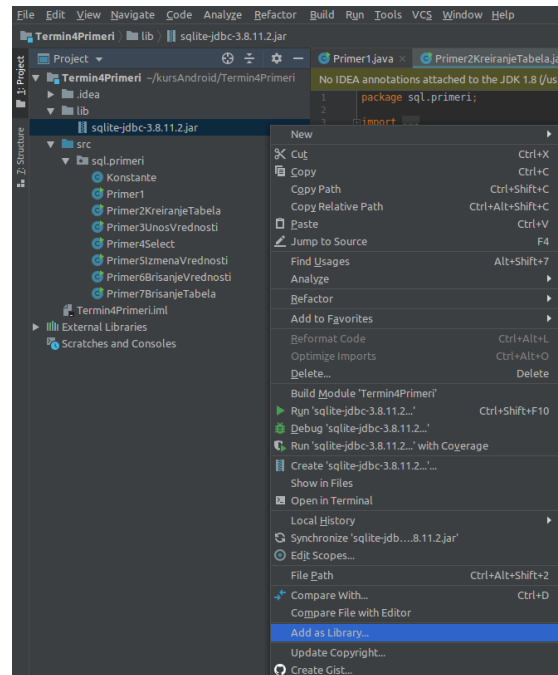 File Edit View Navigate Code Analyze Refactor Build Run Tools VCS Window Help
Termin4Primeri lib sqlite-jdbc-3.8.11.2.jar
1: Project
Z: Structure
Project
Primer1.java Primer2KreiranjeTabela.ja
Termin4Primeri ~/kursAndroid/Termin4Primeri
No IDEA annotations attached to the JDK 1.8 (/us
.idea
lib
sqlite-jdbc-3.8.11.2.jar
src
sql.primeri
Konstante
Primer1
Primer2KreiranjeTabela
Primer3UnosVrednosti
Primer4Select
Primer5IzmenaVrednosti
Primer6BrisanjeVrednosti
Primer7BrisanjeTabela
Termin4Primeri.iml
External Libraries
Scratches and Consoles
1 package sql.primeri;
2
3 import ...
New
Cut Ctrl+X
Copy Ctrl+C
Copy Path Ctrl+Shift+C
Copy Relative Path Ctrl+Alt+Shift+C
Paste Ctrl+V
Jump to Source F4
Find Usages Alt+Shift+7
Analyze
Refactor
Add to Favorites
Reformat Code Ctrl+Alt+L
Optimize Imports Ctrl+Alt+O
Delete... Delete
Build Module 'Termin4Primeri'
Run 'sqlite-jdbc-3.8.11.2...' Ctrl+Shift+F10
Debug 'sqlite-jdbc-3.8.11.2...'
Run 'sqlite-jdbc-3.8.11.2...' with Coverage
Create 'sqlite-jdbc-3.8.11.2...'...
Show in Files
Open in Terminal
Local History
Synchronize 'sqlite-jdb....8.11.2.jar'
Edit Scopes...
File Path Ctrl+Alt+Shift+2
Compare With... Ctrl+D
Compare File with Editor
Add as Library...
Update Copyright...
Create Gist...